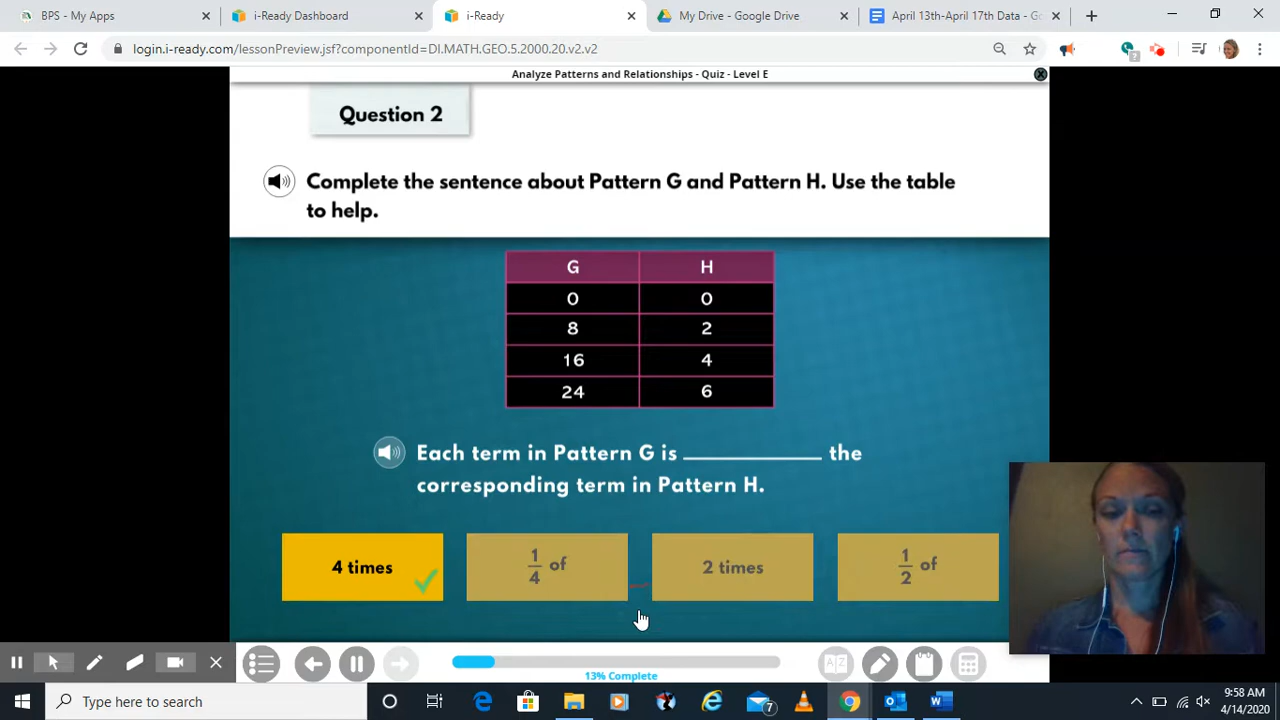 BPS - My Apps
i-Ready Dashboard
i-Ready
My Drive - Google Drive
April 13th-April 17th Data - Go
login.i-ready.com/lessonPreview.jsf?componentId=DI.MATH.GEO.5.2000.20.v2.v2
Analyze Patterns and Relationships - Quiz - Level E
Question 2
Complete the sentence about Pattern G and Pattern H. Use the table
to help.
G H
0 0
8 2
16 4
24 6
Each term in Pattern G is ____________ the
corresponding term in Pattern H.
4 times
1/4 of
2 times
1/2 of
13% Complete
A Z
Type here to search
7
9:58 AM
4/14/2020